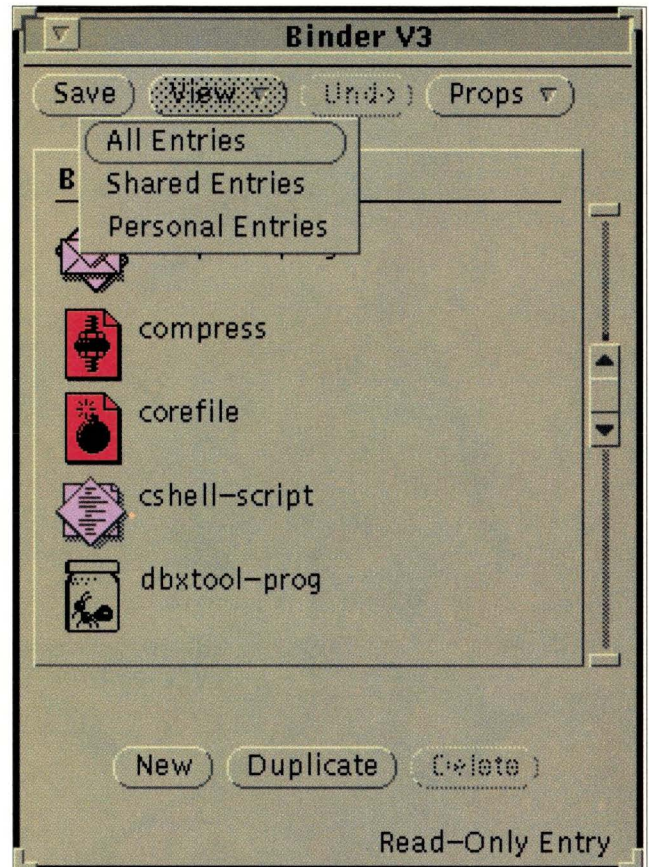 Binder V3
Save View Undo Props
All Entries
Shared Entries
Personal Entries
B
compress
corefile
cshell-script
dbxtool-prog
New Duplicate Delete
Read-Only Entry